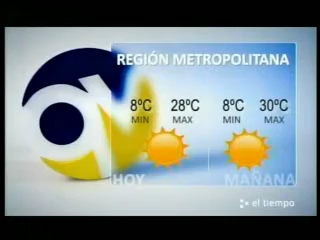 REGIÓN METROPOLITANA
8ºC 28ºC 8ºC 30ºC
MIN MAX MIN MAX
HOY MAÑANA
el tiempo